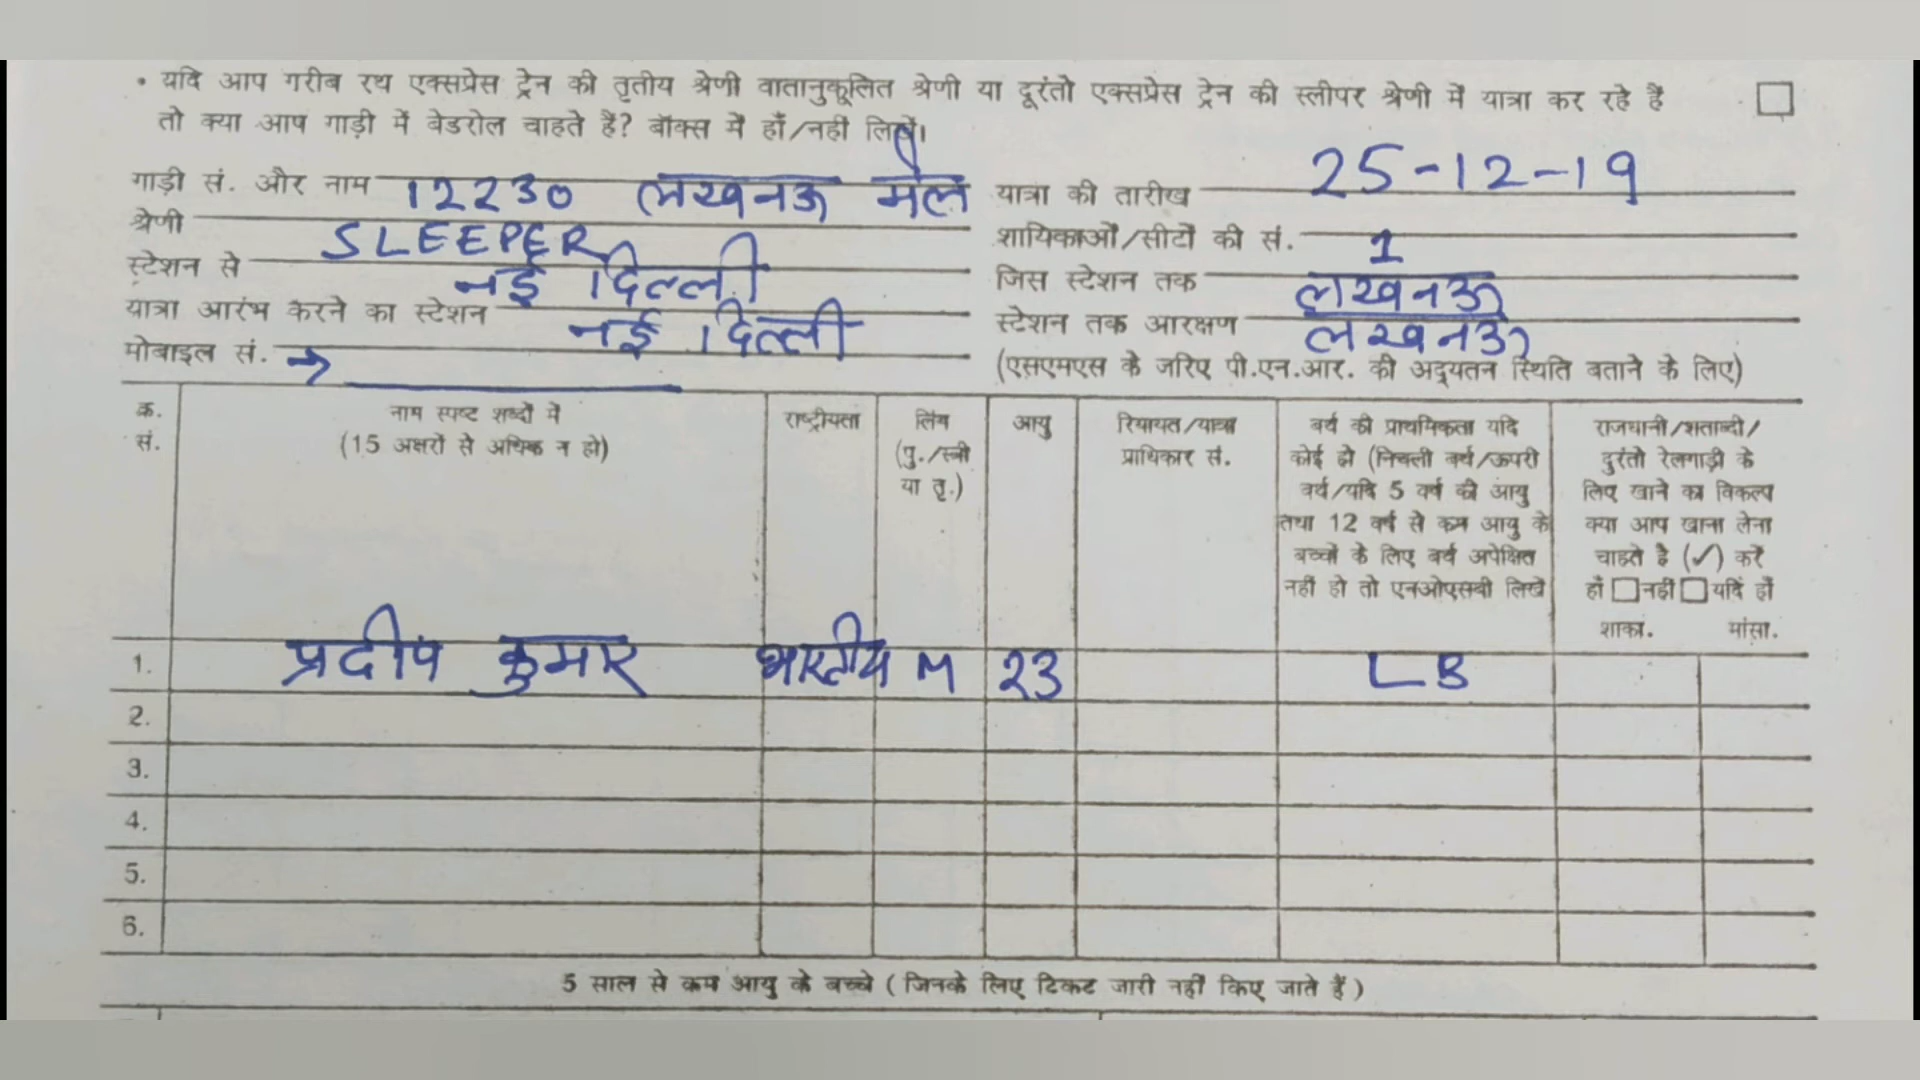 • यदि आप गरीब रथ एक्सप्रेस ट्रेन की तृतीय श्रेणी वातानुकूलित श्रेणी या दूरंतो एक्सप्रेस ट्रेन की स्लीपर श्रेणी में यात्रा कर रहे हैं
तो क्या आप गाड़ी में बेडरोल चाहते हैं? बॉक्स में हाँ/नहीं लिखें।
गाड़ी सं. और नाम 12230 लखनऊ मेल यात्रा की तारीख 25-12-19
श्रेणी SLEEPER शायिकाओं/सीटों की सं. 1
स्टेशन से नई दिल्ली जिस स्टेशन तक लखनऊ
यात्रा आरंभ करने का स्टेशन नई दिल्ली स्टेशन तक आरक्षण लखनऊ
मोबाइल सं. → (एसएमएस के जरिए पी.एन.आर. की अद्यतन स्थिति बताने के लिए)
क्र. सं.
नाम स्पष्ट शब्दों में
(15 अक्षरों से अधिक न हो)
राष्ट्रीयता
लिंग
(पु./स्त्री
या तृ.)
आयु
रियायत/यात्रा
प्राधिकार सं.
बर्थ की प्राथमिकता यदि
कोई हो (निचली बर्थ/ऊपरी
बर्थ/यदि 5 वर्ष की आयु
तथा 12 वर्ष से कम आयु के
बच्चों के लिए बर्थ अपेक्षित
नहीं हो तो एनओएसबी लिखें
राजधानी/शताब्दी/
दुरंतो रेलगाड़ी के
लिए खाने का विकल्प
क्या आप खाना लेना
चाहते है (✓) करें
हाँ □ नहीं □ यदि हाँ
शाका. मांसा.
1. प्रदीप कुमार भारतीय M 23 LB
2.
3.
4.
5.
6.
5 साल से कम आयु के बच्चे ( जिनके लिए टिकट जारी नहीं किए जाते हैं )